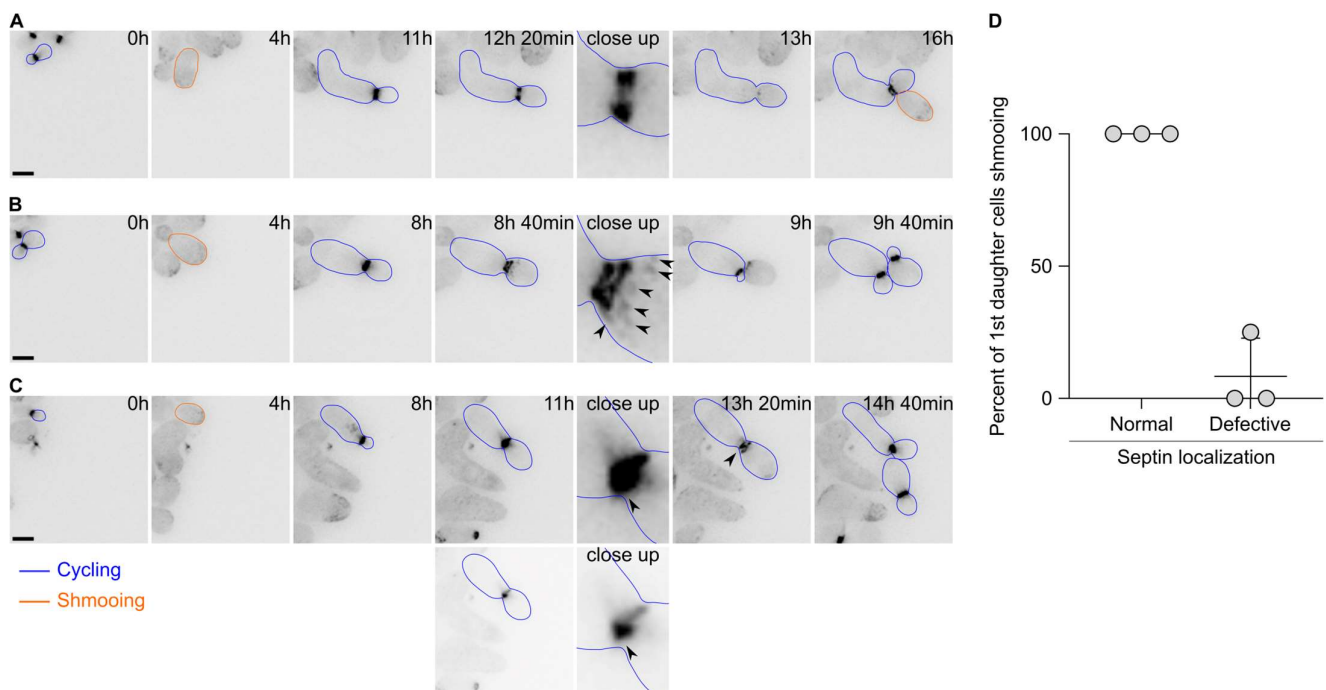 A
0h
4h
11h
12h 20min
close up
13h
16h
B
0h
4h
8h
8h 40min
close up
9h
9h 40min
C
0h
4h
8h
11h
close up
13h 20min
14h 40min
close up
Cycling
Shmooing
D
Percent of 1st daughter cells shmooing
100
50
0
Normal
Defective
Septin localization